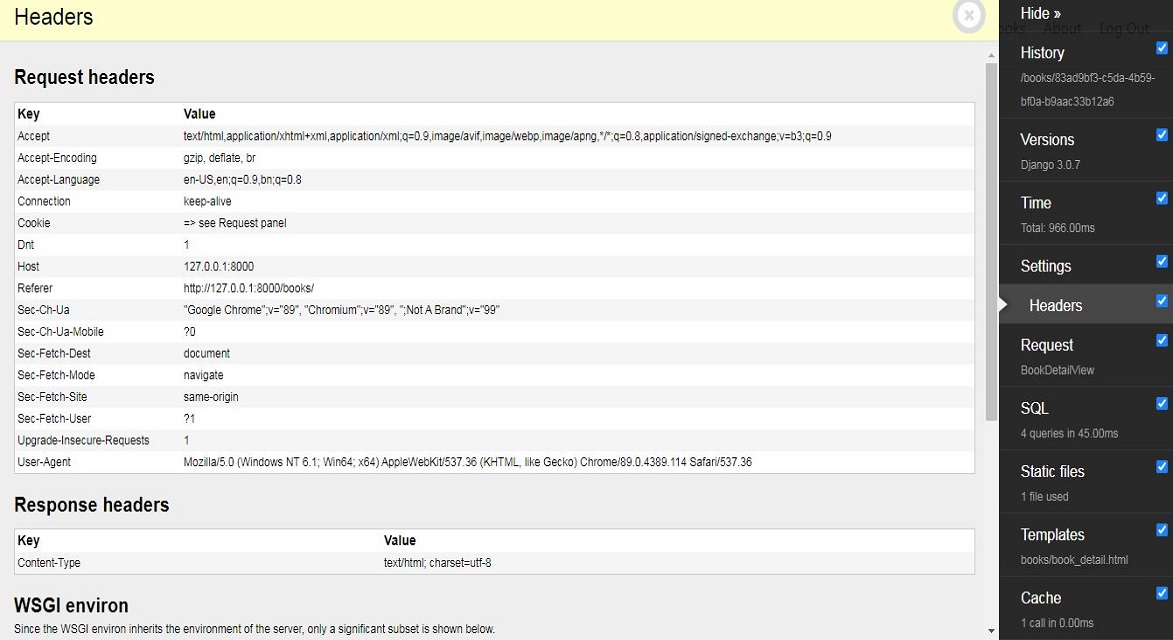 Headers
Request headers
Key Value
Accept text/html,application/xhtml+xml,application/xml;q=0.9,image/avif,image/webp,image/apng,*/*;q=0.8,application/signed-exchange;v=b3;q=0.9
Accept-Encoding gzip, deflate, br
Accept-Language en-US,en;q=0.9,bn;q=0.8
Connection keep-alive
Cookie => see Request panel
Dnt 1
Host 127.0.0.1:8000
Referer http://127.0.0.1:8000/books/
Sec-Ch-Ua "Google Chrome";v="89", "Chromium";v="89", ";Not A Brand";v="99"
Sec-Ch-Ua-Mobile ?0
Sec-Fetch-Dest document
Sec-Fetch-Mode navigate
Sec-Fetch-Site same-origin
Sec-Fetch-User ?1
Upgrade-Insecure-Requests 1
User-Agent Mozilla/5.0 (Windows NT 6.1; Win64; x64) AppleWebKit/537.36 (KHTML, like Gecko) Chrome/89.0.4389.114 Safari/537.36
Response headers
Key Value
Content-Type text/html; charset=utf-8
WSGI environ
Since the WSGI environ inherits the environment of the server, only a significant subset is shown below.
Hide »
About Log Out
History
/books/83ad9bf3-c5da-4b59-
bf0a-b9aac33b12a6
Versions
Django 3.0.7
Time
Total: 966.00ms
Settings
Headers
Request
BookDetailView
SQL
4 queries in 45.00ms
Static files
1 file used
Templates
books/book_detail.html
Cache
1 call in 0.00ms